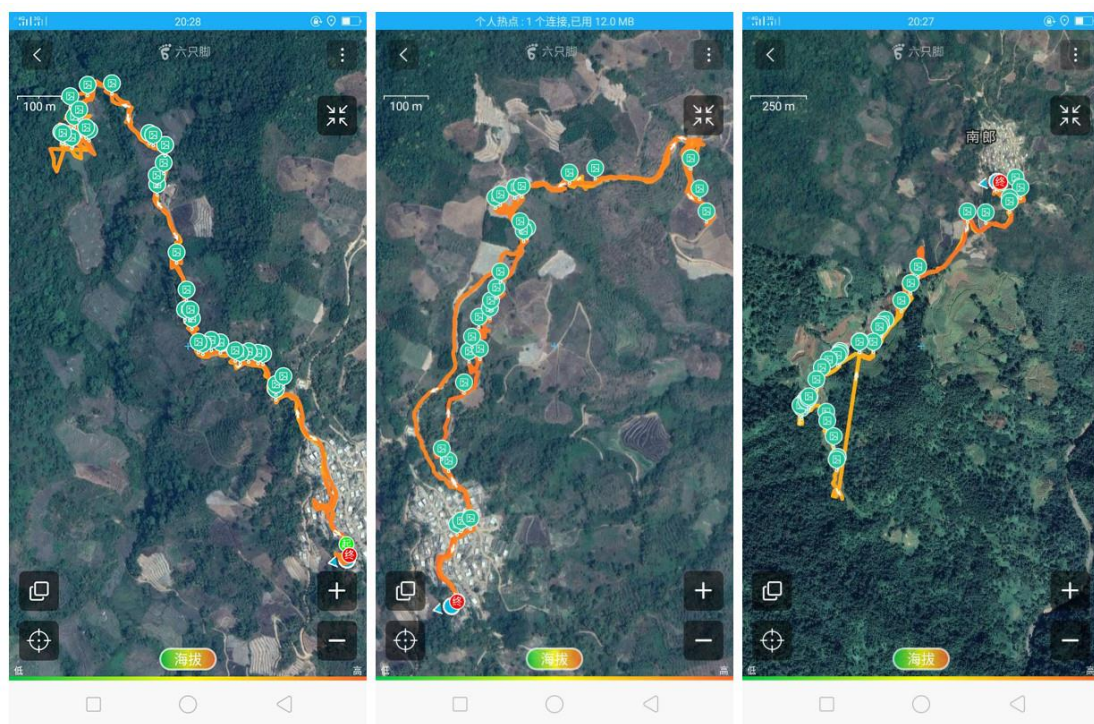 20:28
六只脚
100 m
起
终
海拔
低
高
个人热点：1 个连接,已用 12.0 MB
六只脚
100 m
终
海拔
低
高
20:27
六只脚
250 m
南郎
终
海拔
低
高